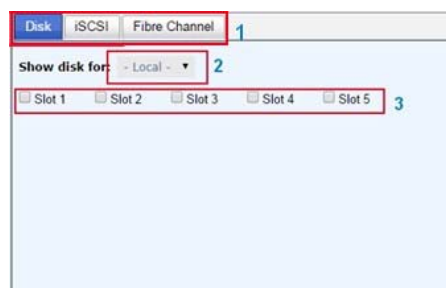 Disk iSCSI Fibre Channel 1
Show disk for: - Local - 2
Slot 1 Slot 2 Slot 3 Slot 4 Slot 5 3